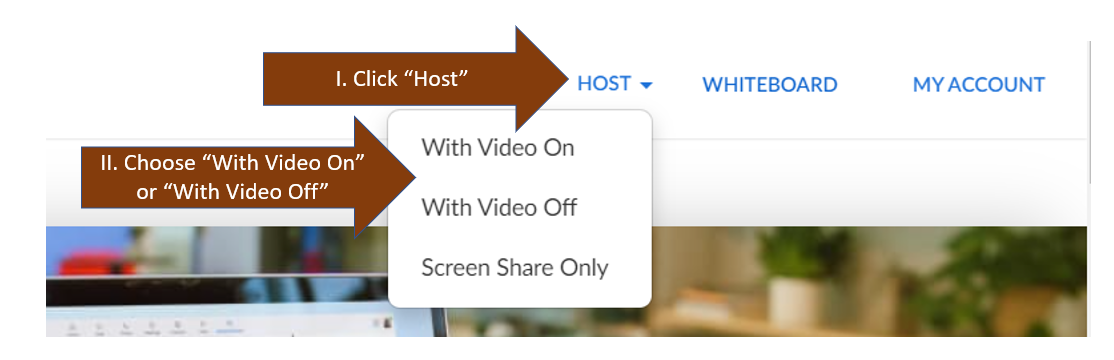 I. Click “Host”
HOST
WHITEBOARD
MY ACCOUNT
II. Choose “With Video On”
or “With Video Off”
With Video On
With Video Off
Screen Share Only